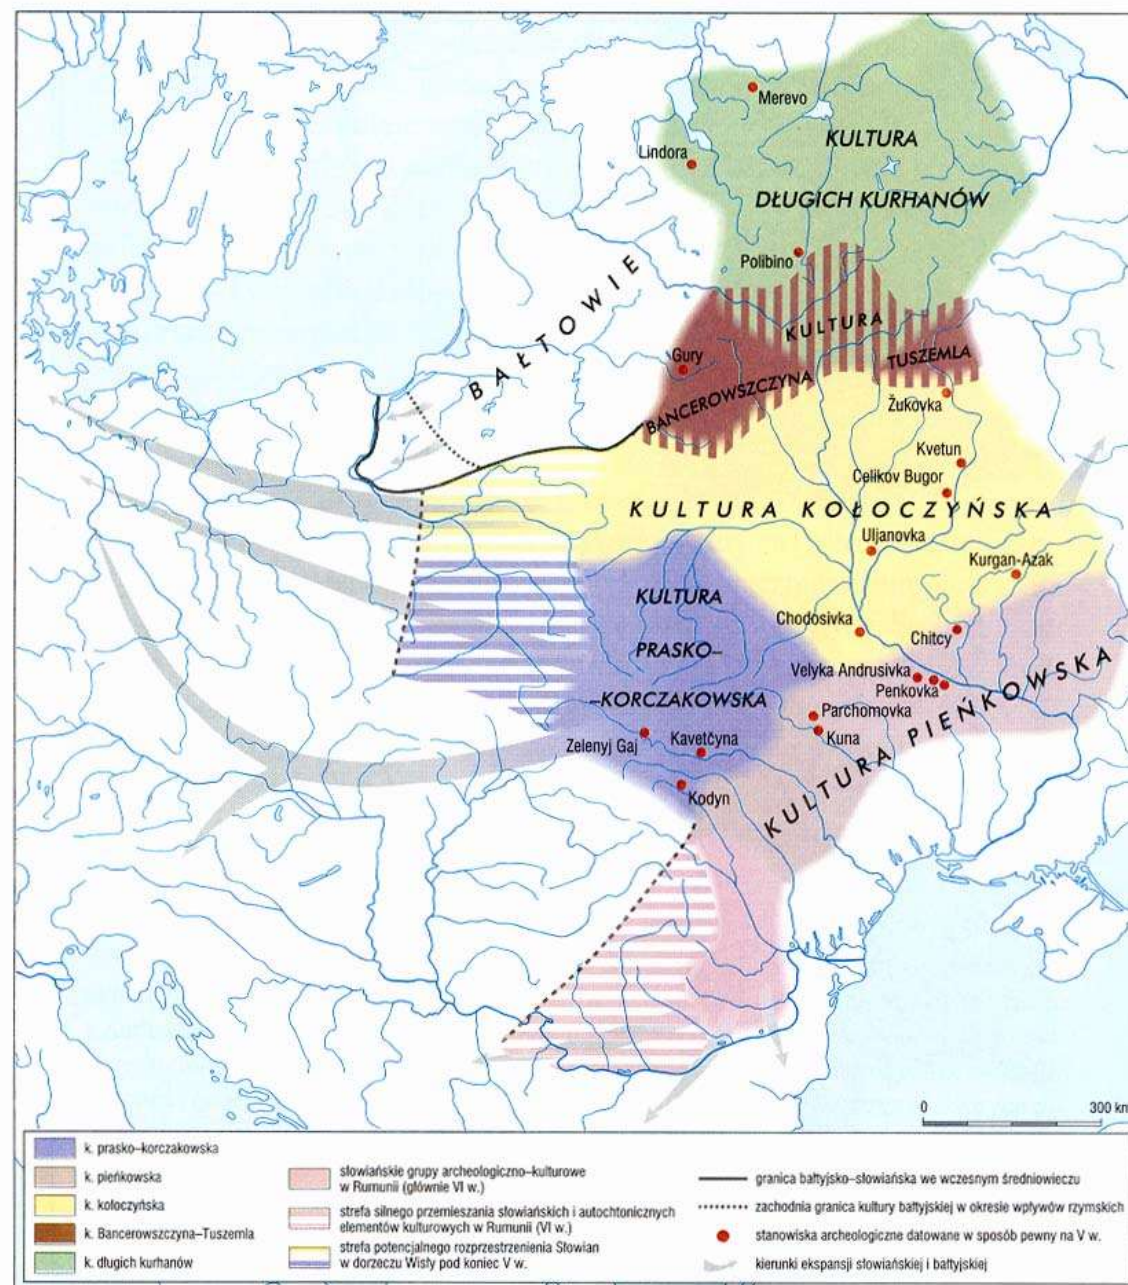 Merevo
KULTURA
Lindora
DŁUGICH KURHANÓW
Polibino
BAŁTOWIE
KULTURA
Gury
TUSZEMLA
BANCEROWSZCZYNA
Žukovka
Kvetun
Celikov Bugor
KULTURA KOŁOCZYŃSKA
Uljanovka
Kurgan-Azak
KULTURA
PRASKO–
–KORCZAKOWSKA
Chodosivka
Chitcy
Velyka Andrusivka
Penkovka
Parchomovka
Kuna
Zelenyj Gaj
Kavetčyna
Kodyn
KULTURA PIEŃKOWSKA
0 300 km
k. prasko–korczakowska
k. pieńkowska
k. kołoczyńska
k. Bancerowszczyna–Tuszemla
k. długich kurhanów
słowiańskie grupy archeologiczno–kulturowe
w Rumunii (głównie VI w.)
strefa silnego przemieszania słowiańskich i autochtonicznych
elementów kulturowych w Rumunii (VI w.)
strefa potencjalnego rozprzestrzenienia Słowian
w dorzeczu Wisły pod koniec V w.
granica bałtyjsko–słowiańska we wczesnym średniowieczu
zachodnia granica kultury bałtyjskiej w okresie wpływów rzymskich
stanowiska archeologiczne datowane w sposób pewny na V w.
kierunki ekspansji słowiańskiej i bałtyjskiej